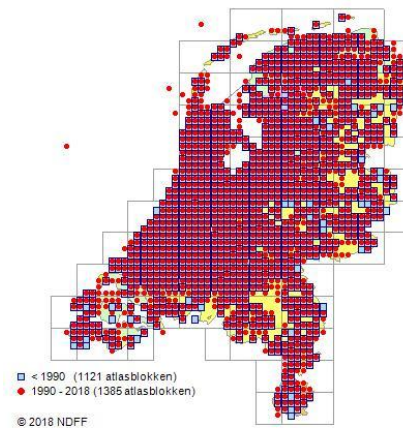 < 1990 (1121 atlasblokken)
1990 - 2018 (1385 atlasblokken)
© 2018 NDFF